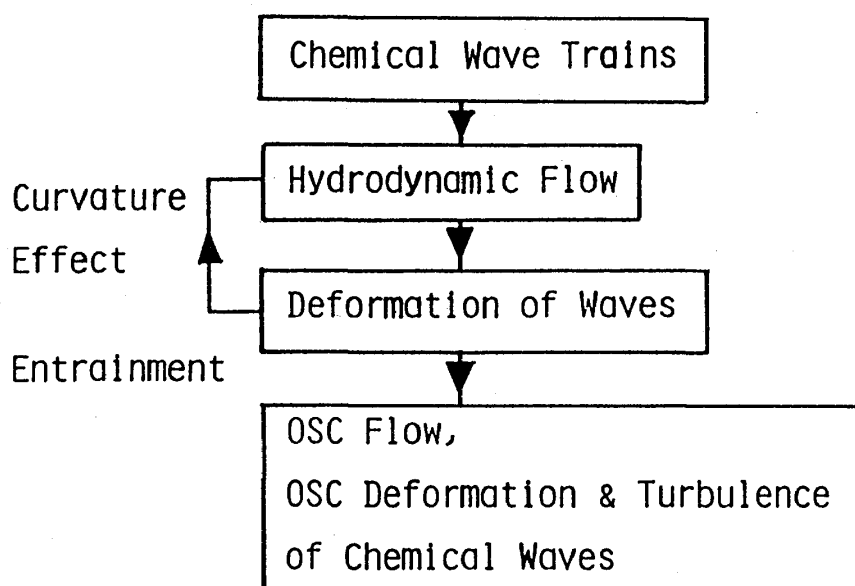 Chemical Wave Trains
Hydrodynamic Flow
Curvature
Effect
Deformation of Waves
Entrainment
OSC Flow,
OSC Deformation & Turbulence
of Chemical Waves